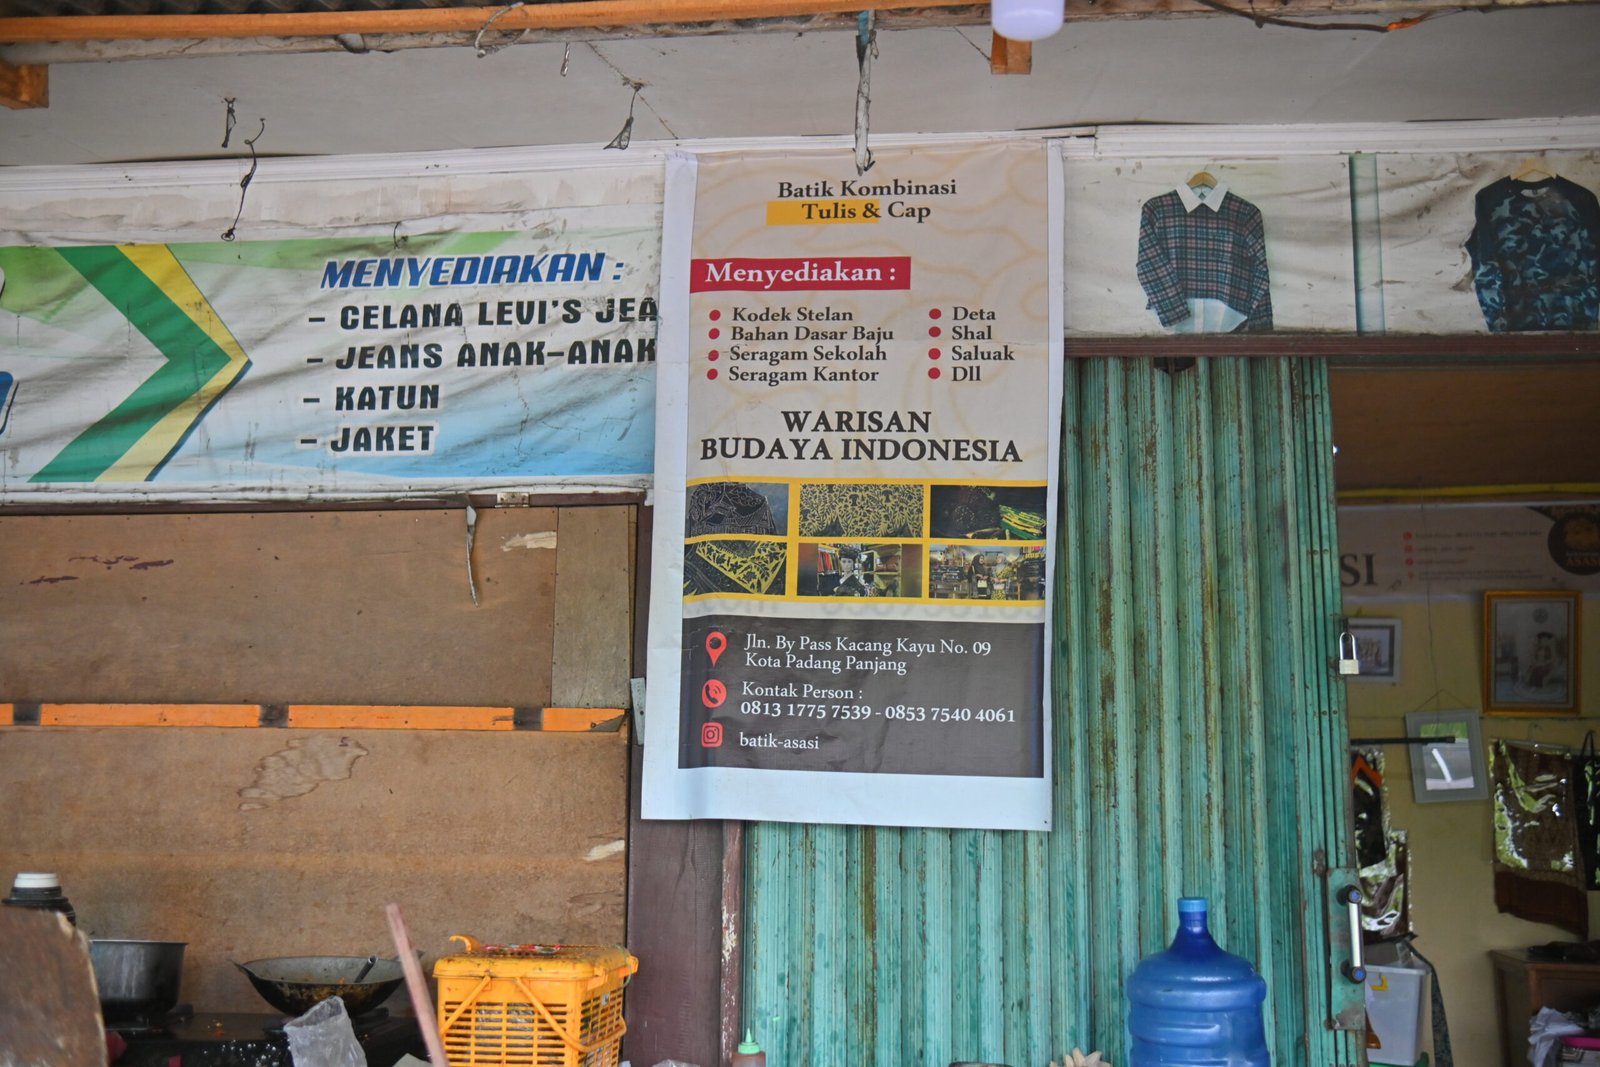 MENYEDIAKAN :
- CELANA LEVI'S JEA
- JEANS ANAK-ANAK
- KATUN
- JAKET
Batik Kombinasi
Tulis & Cap
Menyediakan :
Kodek Stelan
Bahan Dasar Baju
Seragam Sekolah
Seragam Kantor
Deta
Shal
Saluak
Dll
WARISAN
BUDAYA INDONESIA
Jln. By Pass Kacang Kayu No. 09
Kota Padang Panjang
Kontak Person :
0813 1775 7539 - 0853 7540 4061
batik-asasi
SI
ASASI